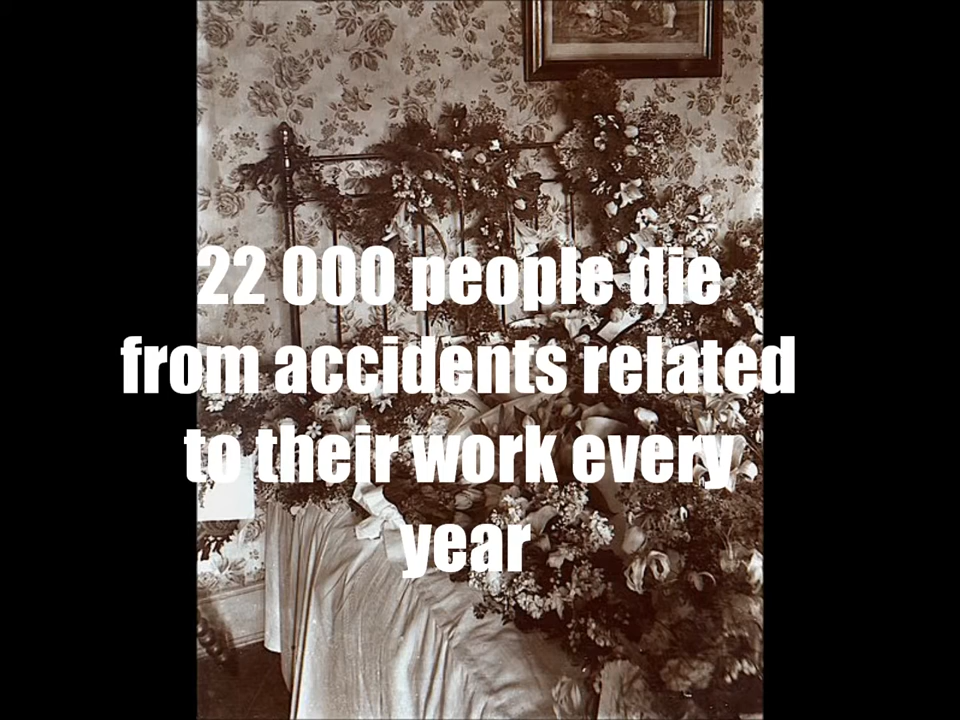 22 000 people die
from accidents related
to their work every
year